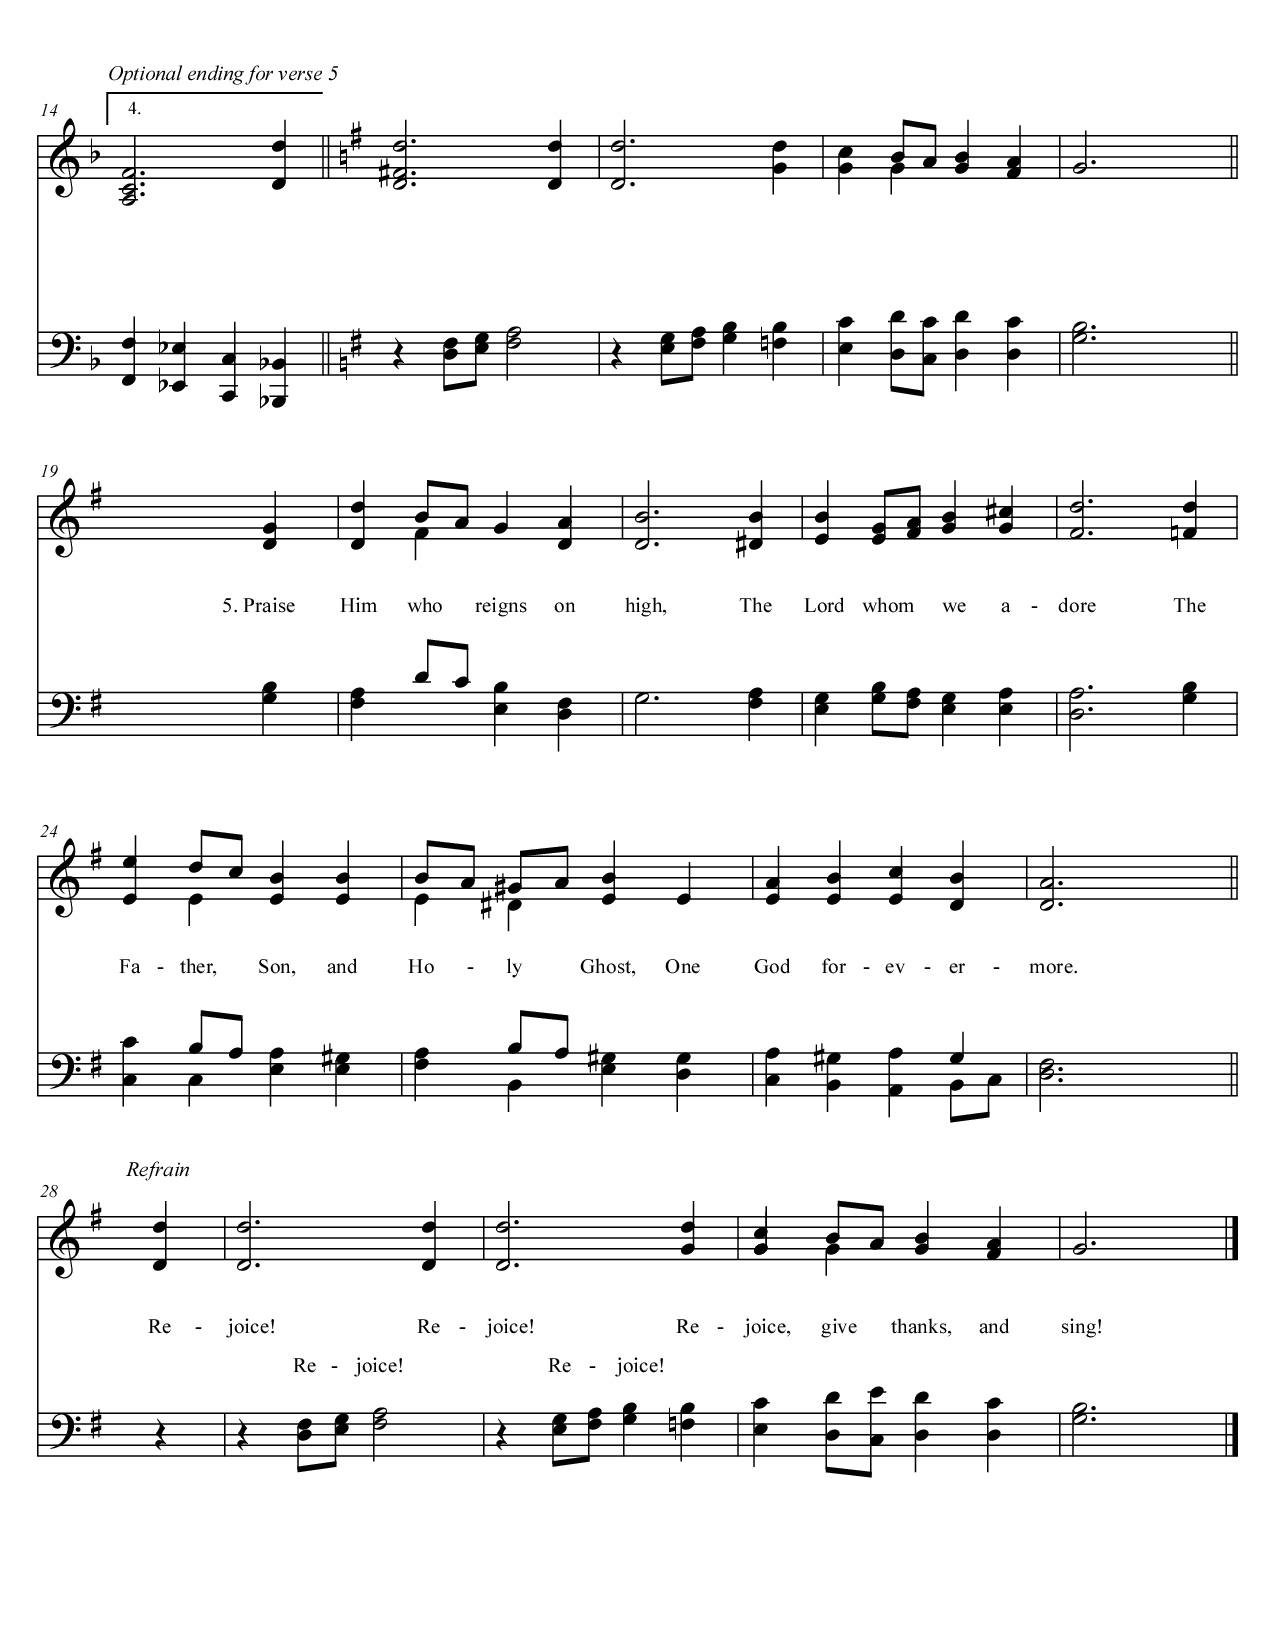 Optional ending for verse 5
14
4.
19
5. Praise Him who reigns on high, The Lord whom we a - dore The
24
Fa - ther, Son, and Ho - ly Ghost, One God for - ev - er - more.
Refrain
28
Re - joice! Re - joice! Re - joice, give thanks, and sing!
Re - joice! Re - joice!